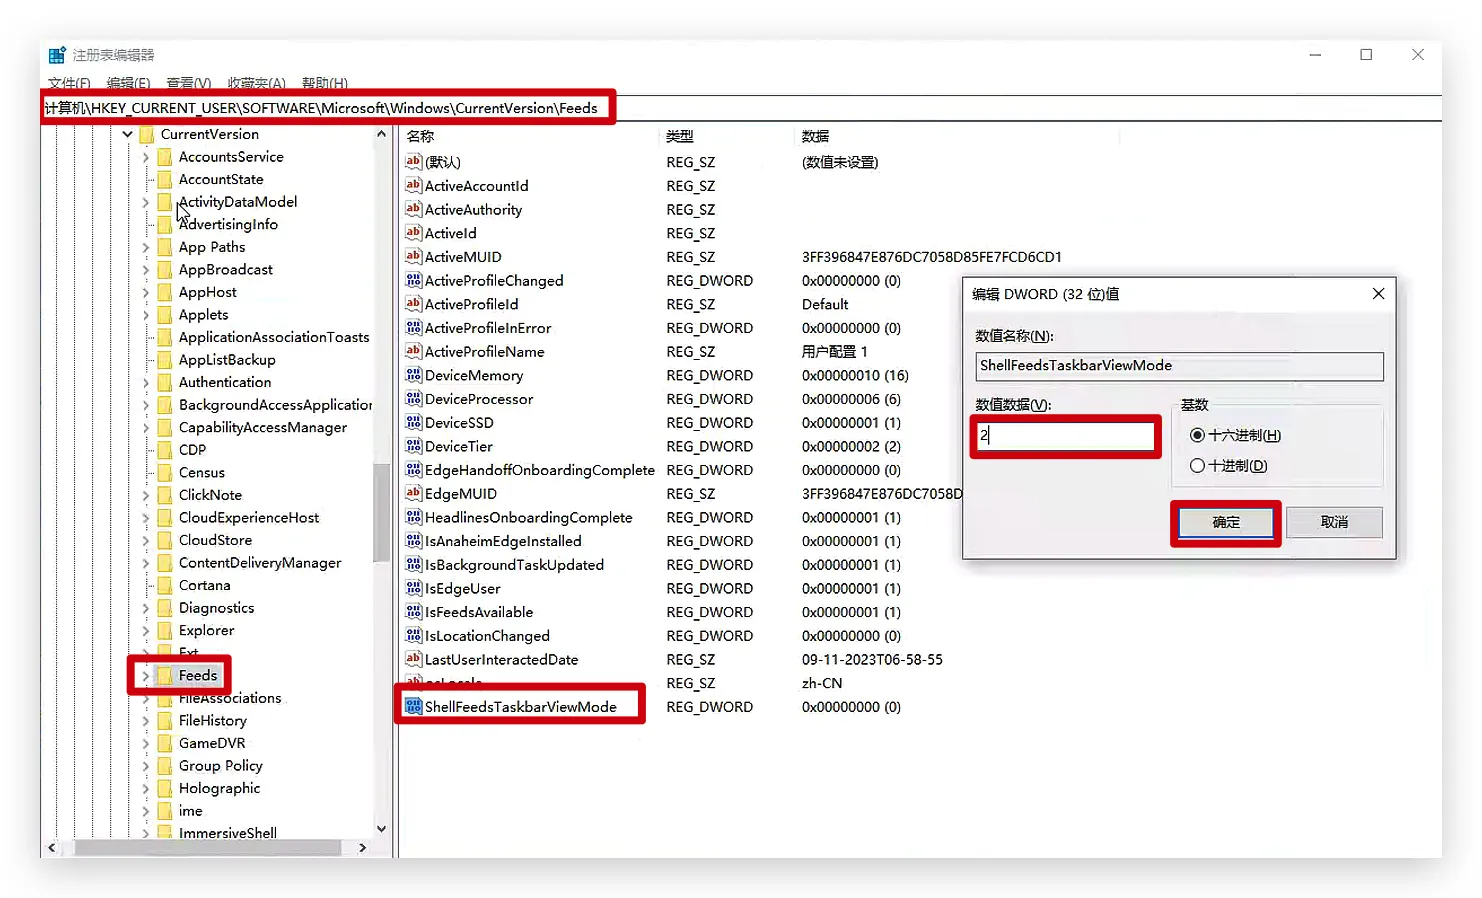 注册表编辑器
文件(F) 编辑(E) 查看(V) 收藏夹(A) 帮助(H)
计算机\HKEY_CURRENT_USER\SOFTWARE\Microsoft\Windows\CurrentVersion\Feeds
CurrentVersion
AccountsService
AccountState
ActivityDataModel
AdvertisingInfo
App Paths
AppBroadcast
AppHost
Applets
ApplicationAssociationToasts
AppListBackup
Authentication
BackgroundAccessApplication
CapabilityAccessManager
CDP
Census
ClickNote
CloudExperienceHost
CloudStore
ContentDeliveryManager
Cortana
Diagnostics
Explorer
Ext
Feeds
FileAssociations
FileHistory
GameDVR
Group Policy
Holographic
ime
ImmersiveShell
名称 类型 数据
(默认) REG_SZ (数值未设置)
ActiveAccountId REG_SZ
ActiveAuthority REG_SZ
ActiveId REG_SZ
ActiveMUID REG_SZ 3FF396847E876DC7058D85FE7FCD6CD1
ActiveProfileChanged REG_DWORD 0x00000000 (0)
ActiveProfileId REG_SZ Default
ActiveProfileInError REG_DWORD 0x00000000 (0)
ActiveProfileName REG_SZ 用户配置 1
DeviceMemory REG_DWORD 0x00000010 (16)
DeviceProcessor REG_DWORD 0x00000006 (6)
DeviceSSD REG_DWORD 0x00000001 (1)
DeviceTier REG_DWORD 0x00000002 (2)
EdgeHandoffOnboardingComplete REG_DWORD 0x00000000 (0)
EdgeMUID REG_SZ 3FF396847E876DC7058D
HeadlinesOnboardingComplete REG_DWORD 0x00000001 (1)
IsAnaheimEdgeInstalled REG_DWORD 0x00000001 (1)
IsBackgroundTaskUpdated REG_DWORD 0x00000001 (1)
IsEdgeUser REG_DWORD 0x00000001 (1)
IsFeedsAvailable REG_DWORD 0x00000001 (1)
IsLocationChanged REG_DWORD 0x00000000 (0)
LastUserInteractedDate REG_SZ 09-11-2023T06-58-55
REG_SZ zh-CN
ShellFeedsTaskbarViewMode REG_DWORD 0x00000000 (0)
编辑 DWORD (32 位)值
数值名称(N):
ShellFeedsTaskbarViewMode
数值数据(V):
2
基数
十六进制(H)
十进制(D)
确定 取消